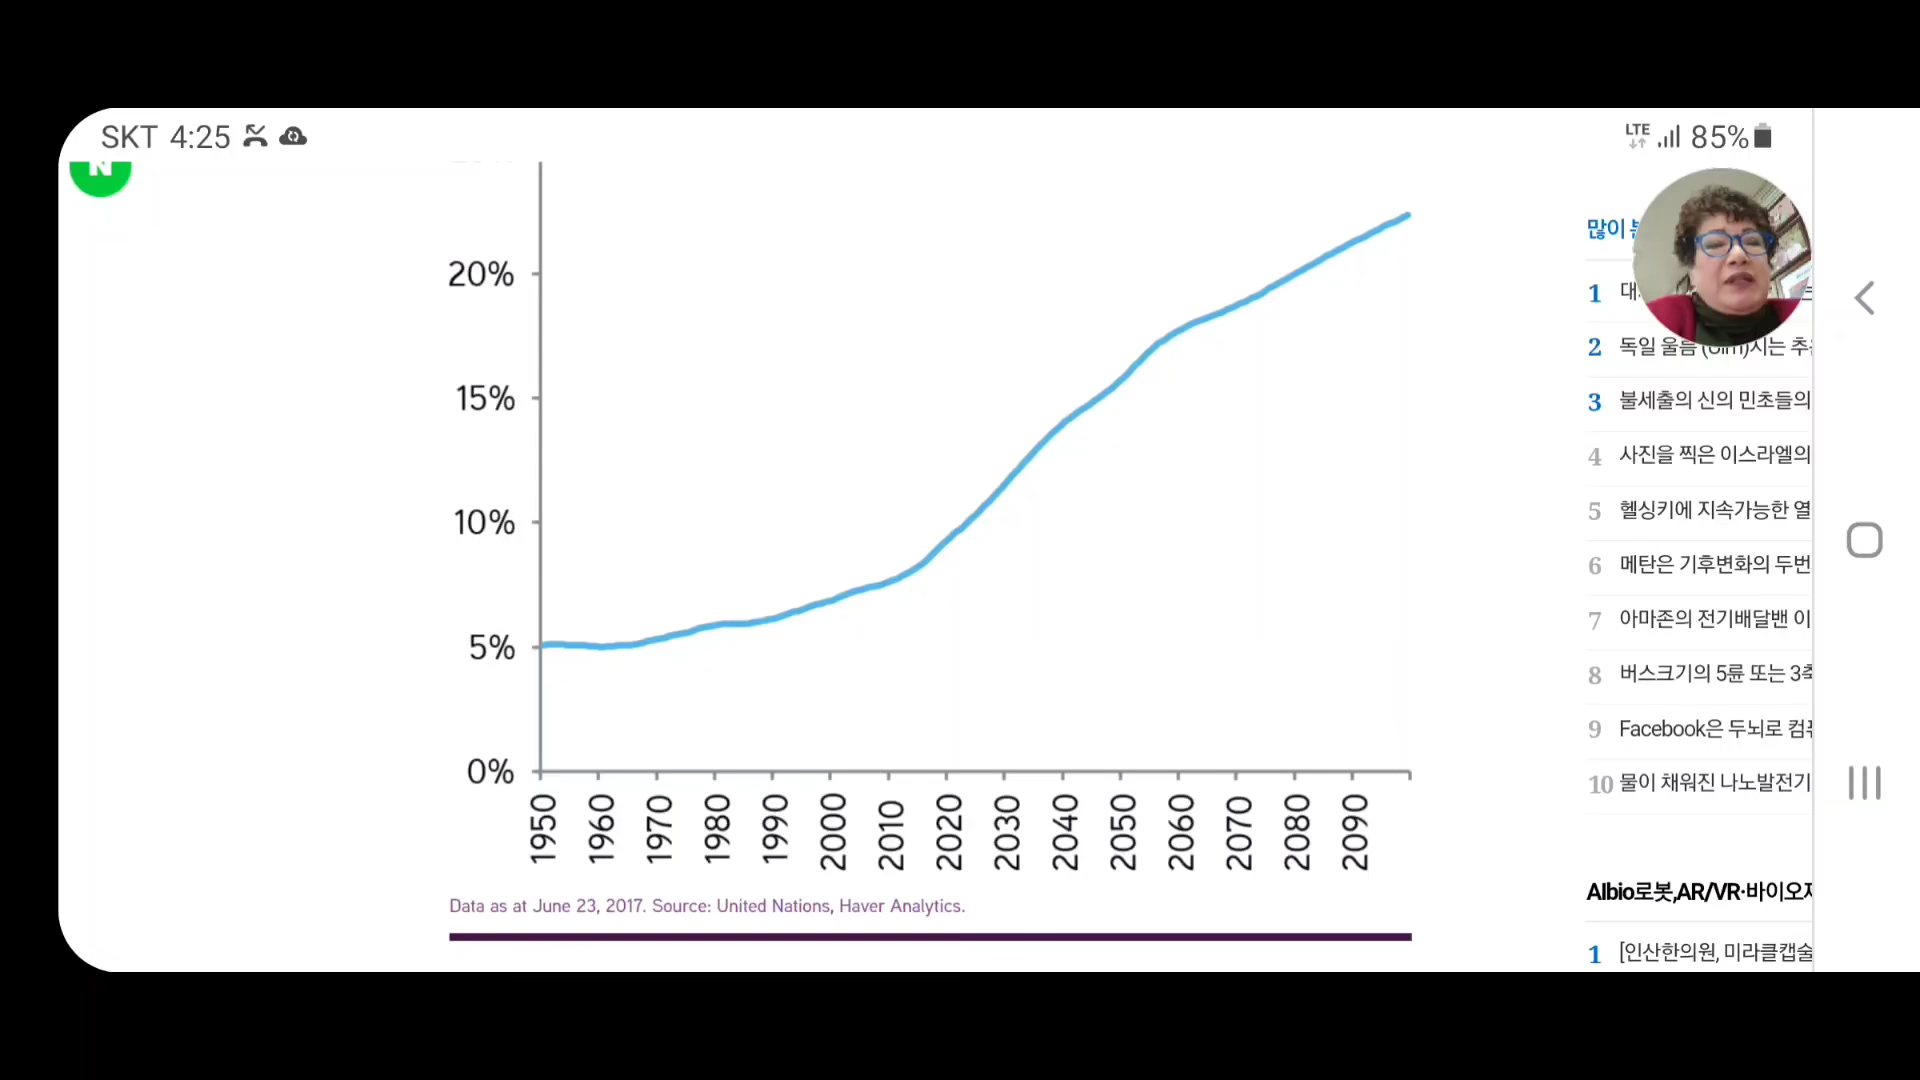 SKT 4:25
LTE 85%
N
20%
15%
10%
5%
0%
1950 1960 1970 1980 1990 2000 2010 2020 2030 2040 2050 2060 2070 2080 2090
Data as at June 23, 2017. Source: United Nations, Haver Analytics.
많이
1 대
2 독일 울름 (Ulm)시는
3 불세출의 신의 민초들의
4 사진을 찍은 이스라엘의
5 헬싱키에 지속가능한 열
6 메탄은 기후변화의 두번
7 아마존의 전기배달밴 이
8 버스크기의 5륜 또는
9 Facebook은 두뇌로
10 물이 채워진 나노발전기
AIbio로봇,AR/VR·바이오
1 [인산한의원, 미라클캡술